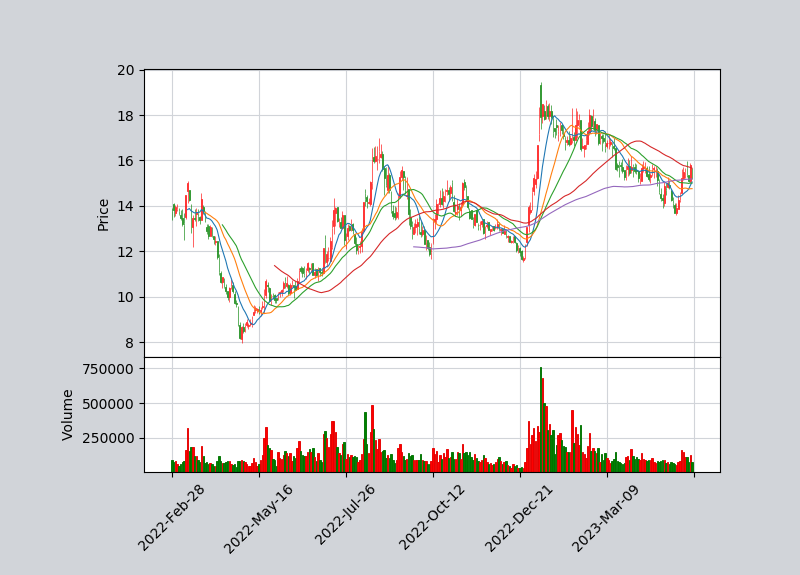 20
18
16
14
12
10
8
Price
750000
500000
250000
Volume
2022-Feb-28
2022-May-16
2022-Jul-26
2022-Oct-12
2022-Dec-21
2023-Mar-09